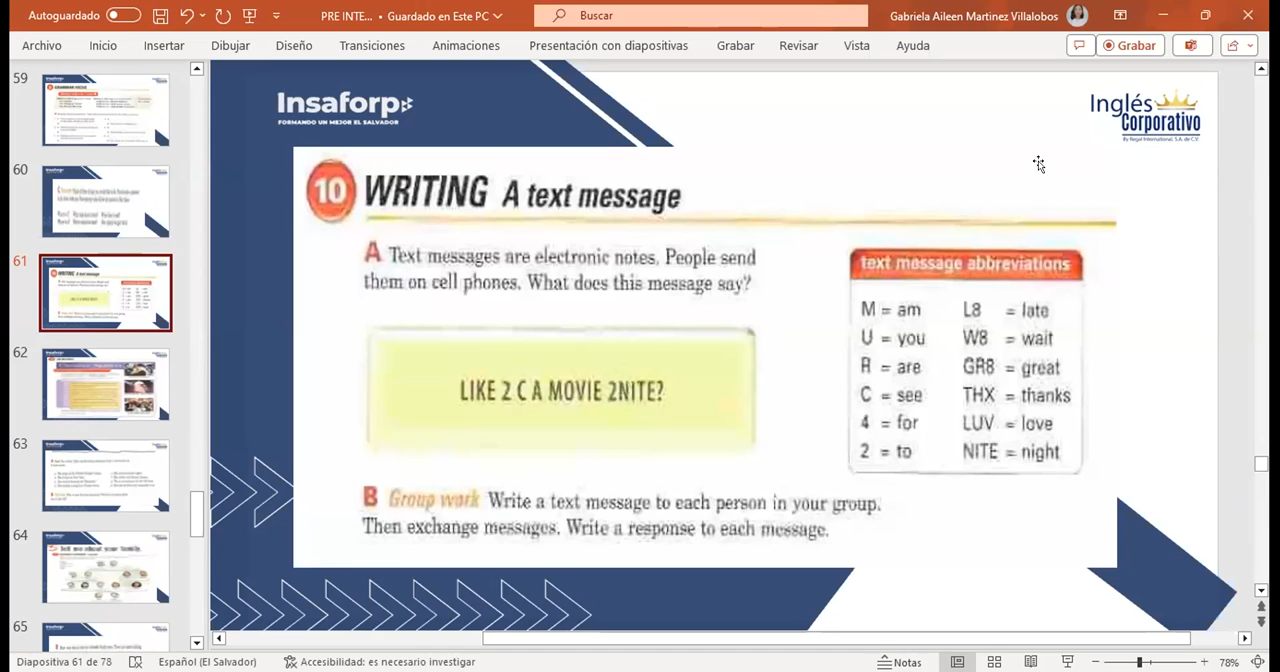 Autoguardado
PRE INTE... • Guardado en Este PC
Buscar
Gabriela Aileen Martinez Villalobos
Archivo Inicio Insertar Dibujar Diseño Transiciones Animaciones Presentación con diapositivas Grabar Revisar Vista Ayuda
Grabar
59
60
61
62
63
64
65
Insaforp
FORMANDO UN MEJOR EL SALVADOR
Inglés
Corporativo
By Regal International, S.A. de C.V.
10 WRITING A text message
A Text messages are electronic notes. People send
them on cell phones. What does this message say?
LIKE 2 C A MOVIE 2NITE?
text message abbreviations
M = am L8 = late
U = you W8 = wait
R = are GR8 = great
C = see THX = thanks
4 = for LUV = love
2 = to NITE = night
B Group work Write a text message to each person in your group.
Then exchange messages. Write a response to each message.
Diapositiva 61 de 78 Español (El Salvador) Accesibilidad: es necesario investigar Notas 78%